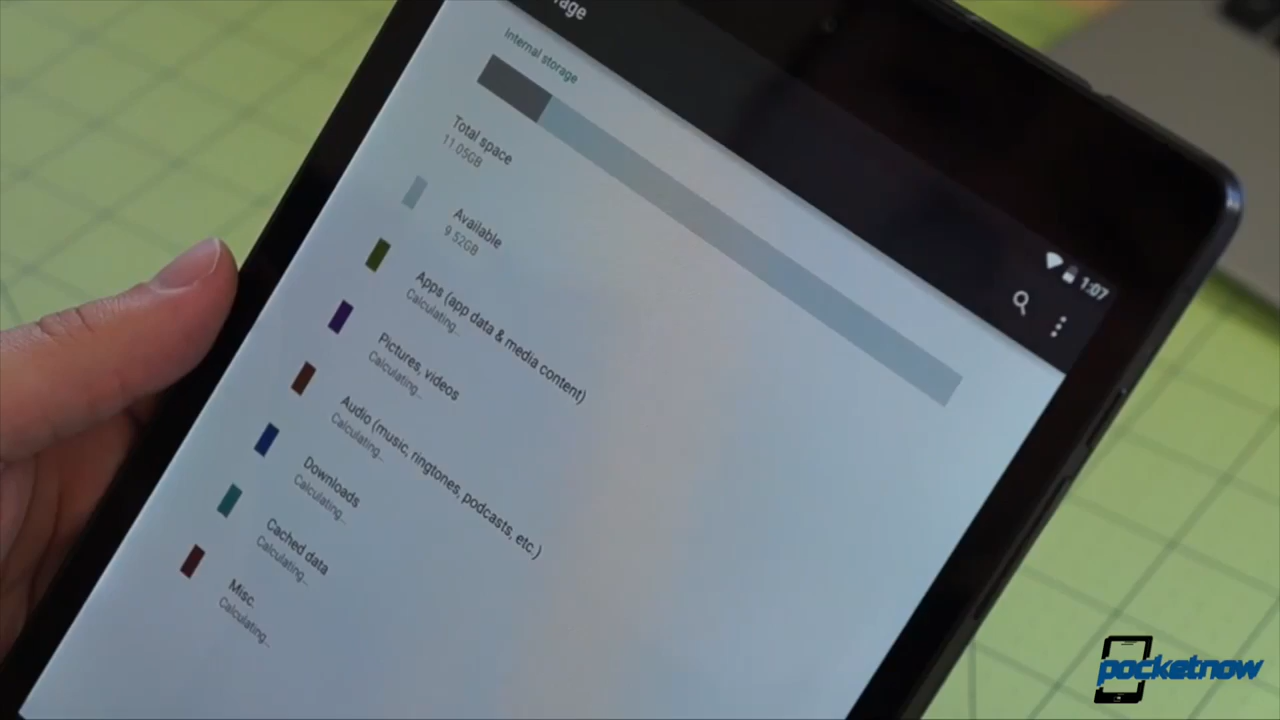 Internal storage
Total space
11.05GB
Available
9.52GB
Apps (app data & media content)
Calculating...
Pictures, videos
Calculating...
Audio (music, ringtones, podcasts, etc.)
Calculating...
Downloads
Calculating...
Cached data
Calculating...
Misc.
Calculating...
1:07
pocketnow